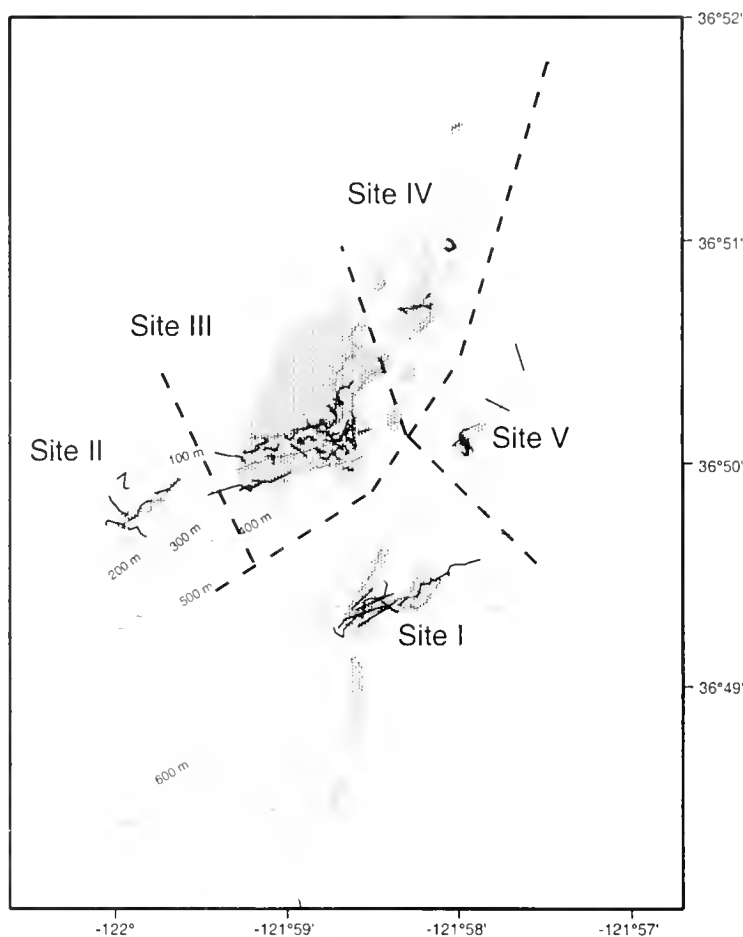 36°52'
Site IV
36°51'
Site III
Site II
100 m
Site V
36°50'
200 m
300 m
400 m
500 m
Site I
36°49'
600 m
-122°
-121°59'
-121°58'
-121°57'